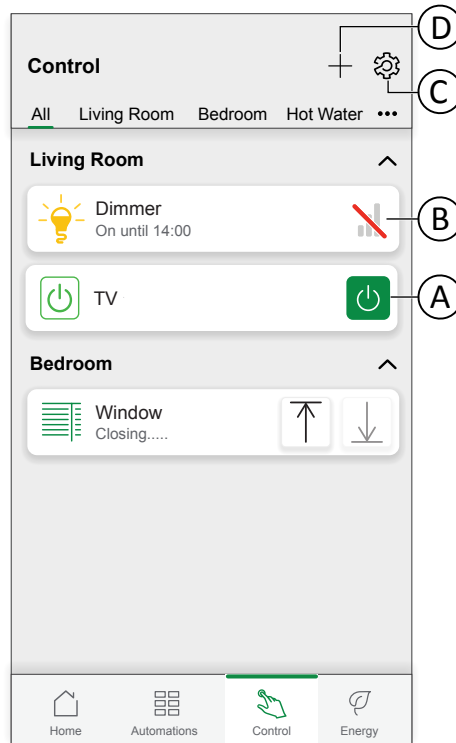 D
Control
C
All Living Room Bedroom Hot Water •••
Living Room
Dimmer
On until 14:00
B
TV
A
Bedroom
Window
Closing.....
Home Automations Control Energy